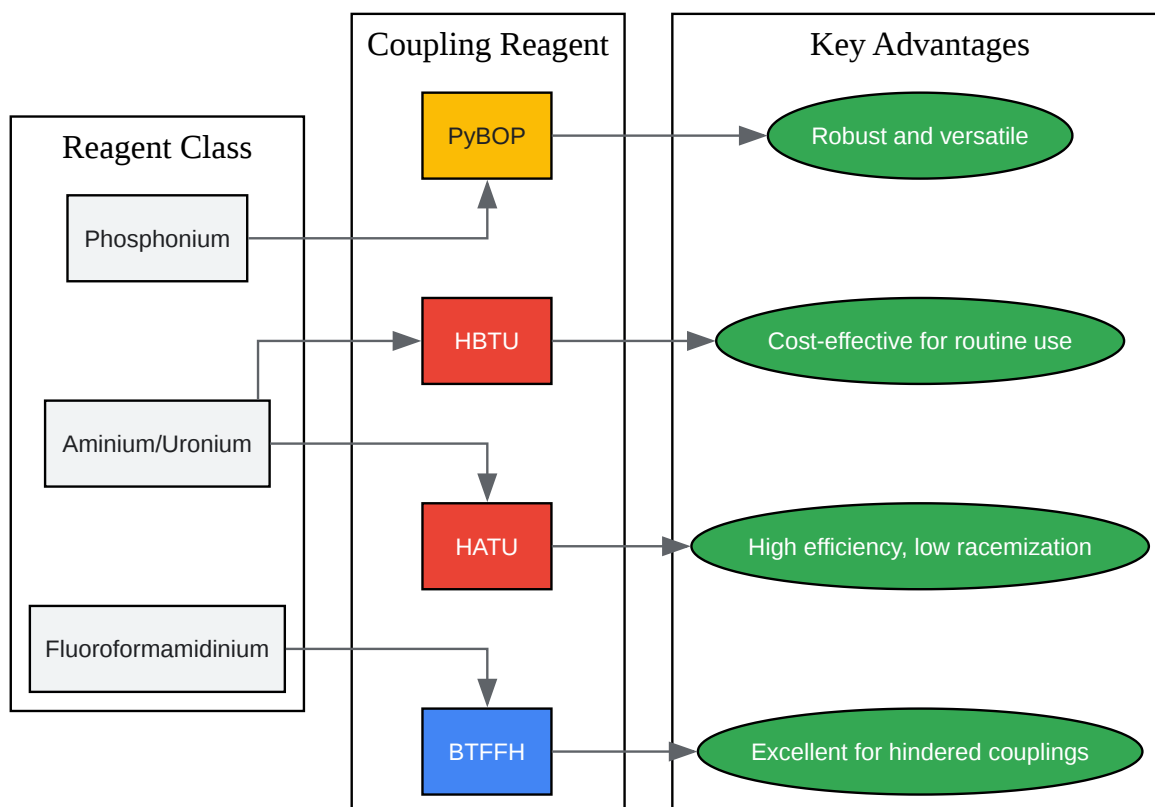 Reagent Class
Phosphonium
Aminium/Uronium
Fluoroformamidinium
Coupling Reagent
PyBOP
HBTU
HATU
BTFFH
Key Advantages
Robust and versatile
Cost-effective for routine use
High efficiency, low racemization
Excellent for hindered couplings